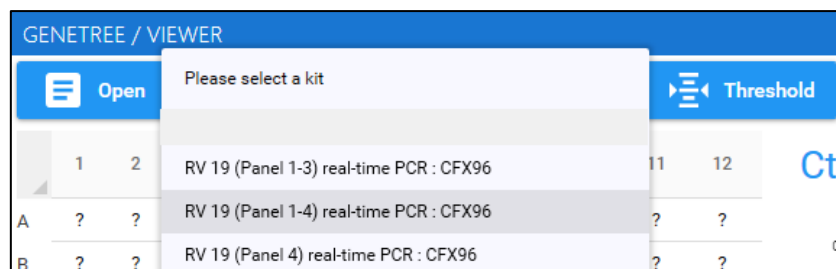 GENETREE / VIEWER
Open
Please select a kit
Threshold
1 2 11 12 Ct
RV 19 (Panel 1-3) real-time PCR : CFX96
A ? ? RV 19 (Panel 1-4) real-time PCR : CFX96 ? ?
B ? ? RV 19 (Panel 4) real-time PCR : CFX96 ? ?